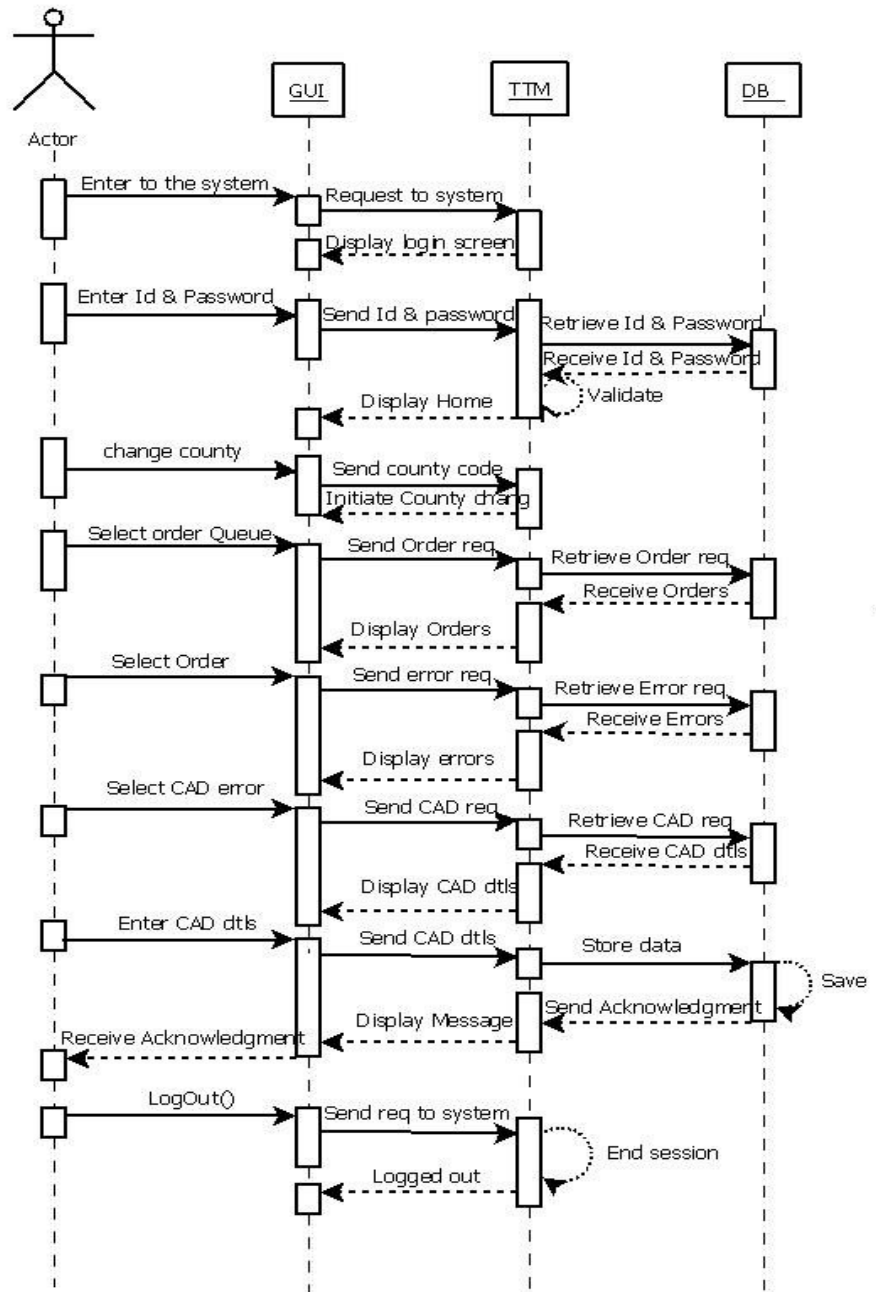 GUI
TTM
DB
Actor
Enter to the system
Request to system
Display login screen
Enter Id & Password
Send Id & password
Retrieve Id & Password
Receive Id & Password
Validate
Display Home
change county
Send county code
Initiate County chang
Select order Queue
Send Order req
Retrieve Order req
Receive Orders
Display Orders
Select Order
Send error req
Retrieve Error req
Receive Errors
Display errors
Select CAD error
Send CAD req
Retrieve CAD req
Receive CAD dtls
Display CAD dtls
Enter CAD dtls
Send CAD dtls
Store data
Save
Send Acknowledgment
Display Message
Receive Acknowledgment
LogOut()
Send req to system
End session
Logged out